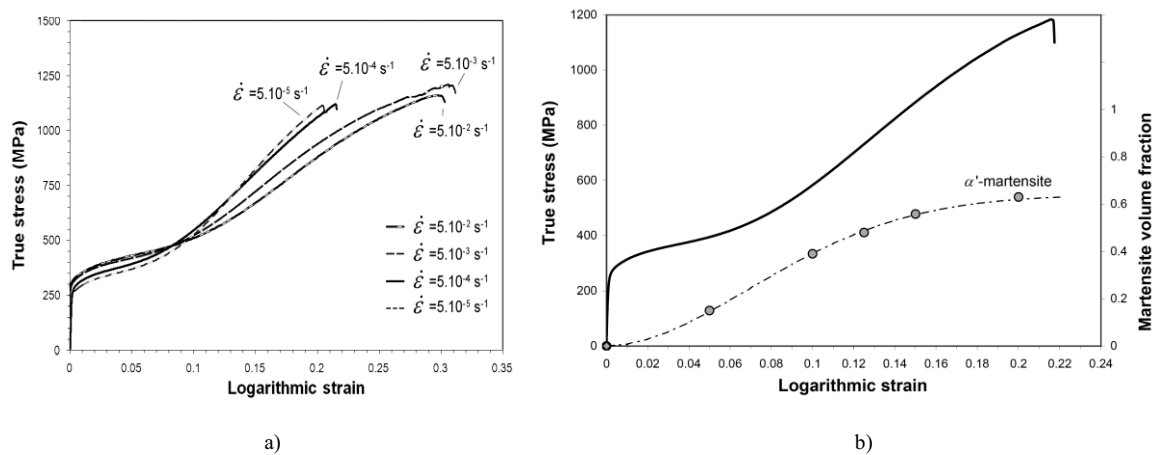 a)
True stress (MPa)
1500
1250
1000
750
500
250
0
0
0.05
0.1
0.15
0.2
0.25
0.3
0.35
Logarithmic strain
ε̇ =5.10-5 s-1
ε̇ =5.10-4 s-1
ε̇ =5.10-3 s-1
ε̇ =5.10-2 s-1
ε̇ =5.10-2 s-1
ε̇ =5.10-3 s-1
ε̇ =5.10-4 s-1
ε̇ =5.10-5 s-1
a)
b)
True stress (MPa)
1200
1000
800
600
400
200
0
0
0.02
0.04
0.06
0.08
0.1
0.12
0.14
0.16
0.18
0.20
0.22
0.24
Logarithmic strain
α'-martensite
1
0.8
0.6
0.4
0.2
0
Martensite volume fraction
b)